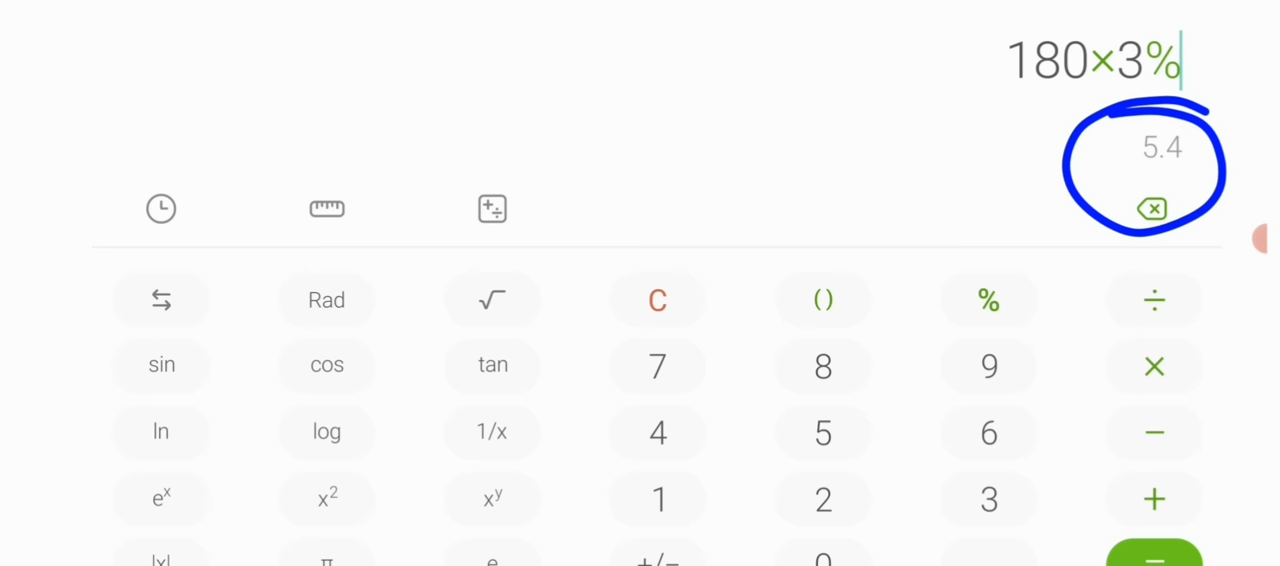 180×3%
5.4
Rad √ C () % ÷
sin cos tan 7 8 9 ×
ln log 1/x 4 5 6 −
eˣ x² xʸ 1 2 3 +
|x| π e +/− 0 =